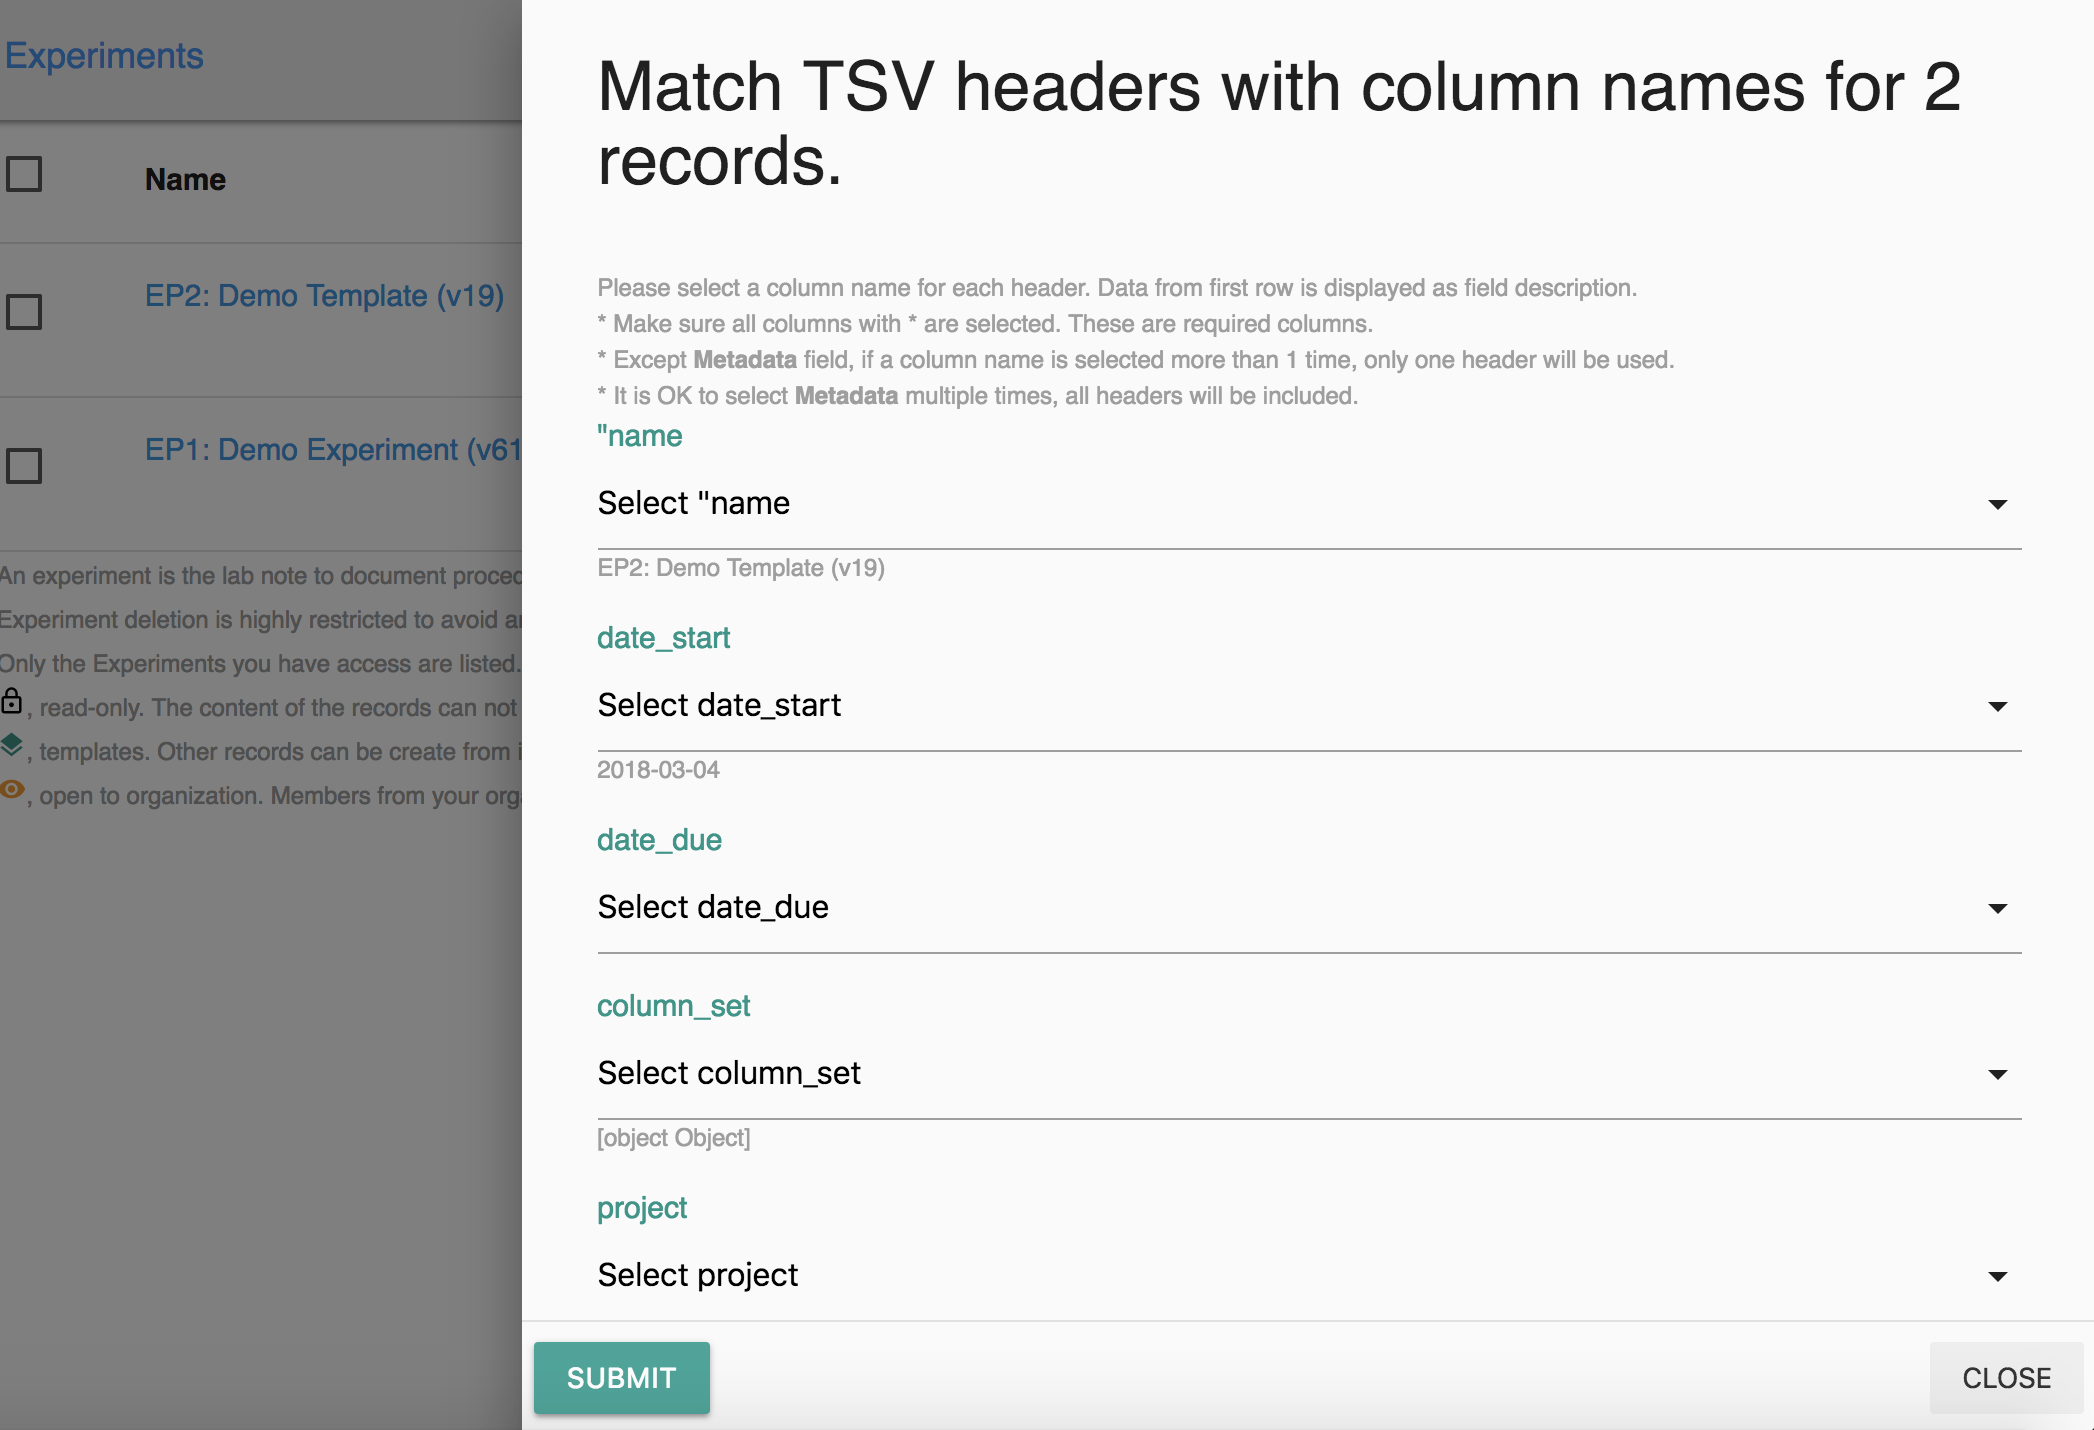 Experiments
Name
EP2: Demo Template (v19)
EP1: Demo Experiment (v61
An experiment is the lab note to document proced
Experiment deletion is highly restricted to avoid
Only the Experiments you have access are listed.
, read-only. The content of the records can not
, templates. Other records can be create from
, open to organization. Members from your
Match TSV headers with column names for 2
records.
Please select a column name for each header. Data from first row is displayed as field description.
* Make sure all columns with * are selected. These are required columns.
* Except Metadata field, if a column name is selected more than 1 time, only one header will be used.
* It is OK to select Metadata multiple times, all headers will be included.
"name
Select "name
EP2: Demo Template (v19)
date_start
Select date_start
2018-03-04
date_due
Select date_due
column_set
Select column_set
[object Object]
project
Select project
SUBMIT
CLOSE